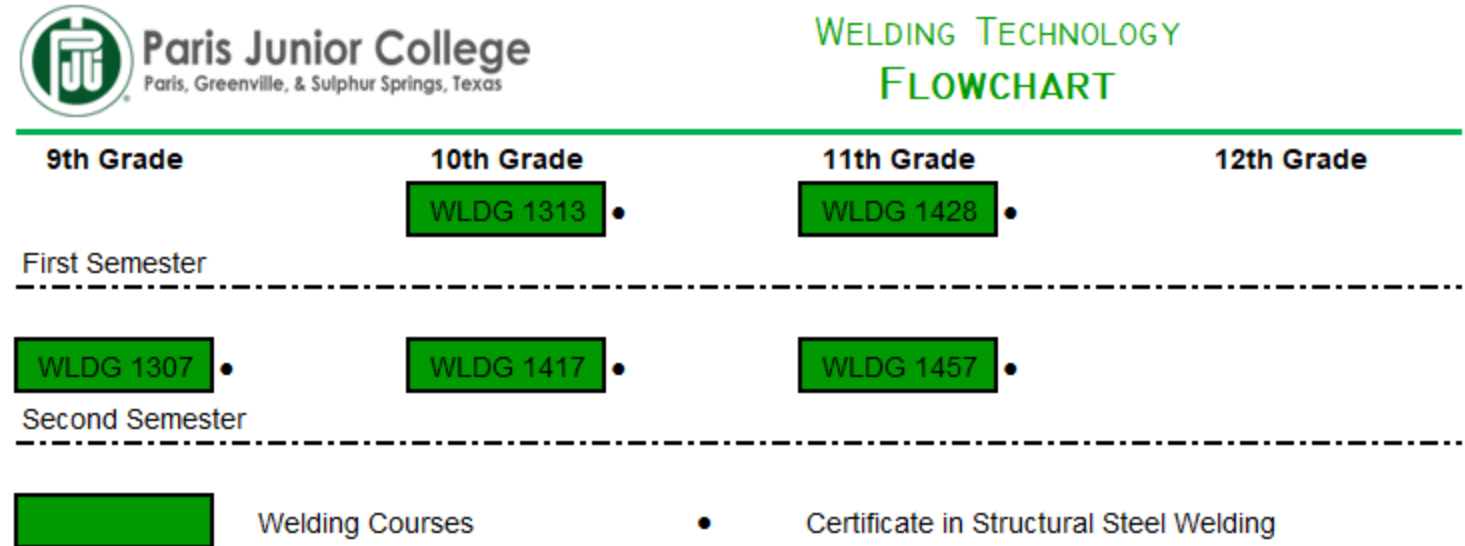 Paris Junior College
Paris, Greenville, & Sulphur Springs, Texas
WELDING TECHNOLOGY
FLOWCHART
9th Grade 10th Grade 11th Grade 12th Grade
WLDG 1313 • WLDG 1428 •
First Semester
WLDG 1307 • WLDG 1417 • WLDG 1457 •
Second Semester
Welding Courses • Certificate in Structural Steel Welding